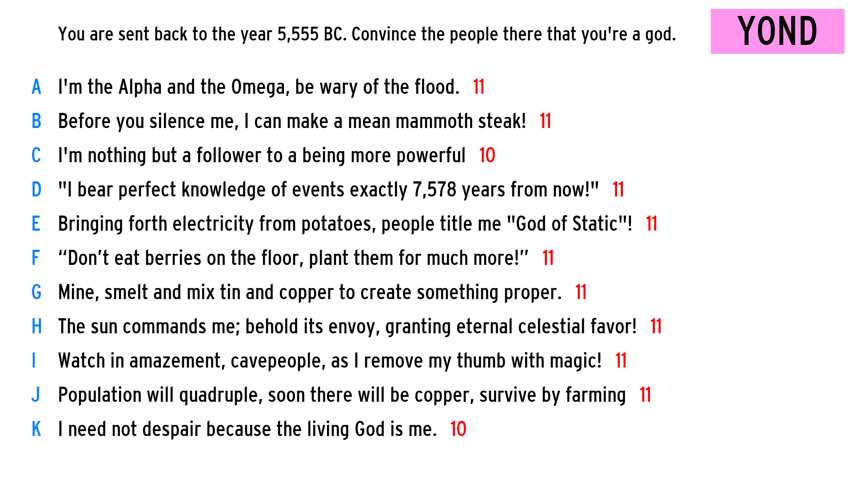 You are sent back to the year 5,555 BC. Convince the people there that you're a god.
YOND
A I'm the Alpha and the Omega, be wary of the flood. 11
B Before you silence me, I can make a mean mammoth steak! 11
C I'm nothing but a follower to a being more powerful 10
D "I bear perfect knowledge of events exactly 7,578 years from now!" 11
E Bringing forth electricity from potatoes, people title me "God of Static"! 11
F “Don’t eat berries on the floor, plant them for much more!” 11
G Mine, smelt and mix tin and copper to create something proper. 11
H The sun commands me; behold its envoy, granting eternal celestial favor! 11
I Watch in amazement, cavepeople, as I remove my thumb with magic! 11
J Population will quadruple, soon there will be copper, survive by farming 11
K I need not despair because the living God is me. 10